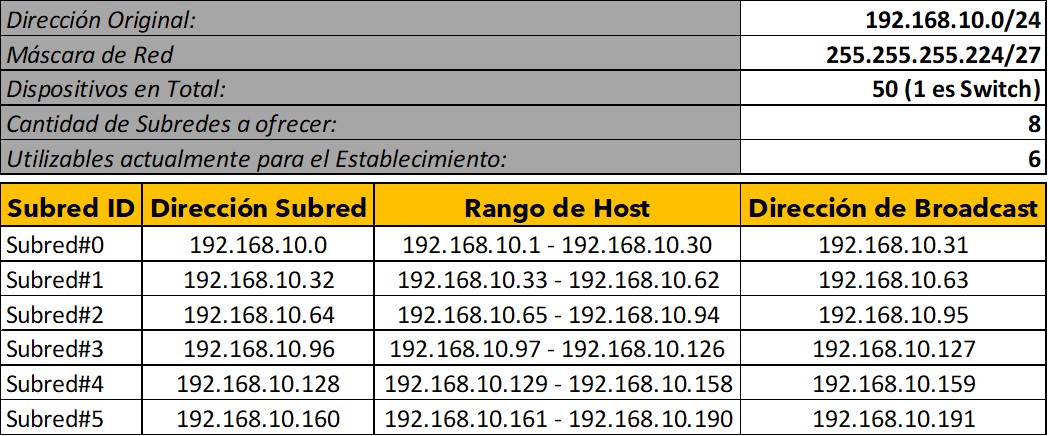 Dirección Original: 192.168.10.0/24
Máscara de Red 255.255.255.224/27
Dispositivos en Total: 50 (1 es Switch)
Cantidad de Subredes a ofrecer: 8
Utilizables actualmente para el Establecimiento: 6
Subred ID Dirección Subred Rango de Host Dirección de Broadcast
Subred#0 192.168.10.0 192.168.10.1 - 192.168.10.30 192.168.10.31
Subred#1 192.168.10.32 192.168.10.33 - 192.168.10.62 192.168.10.63
Subred#2 192.168.10.64 192.168.10.65 - 192.168.10.94 192.168.10.95
Subred#3 192.168.10.96 192.168.10.97 - 192.168.10.126 192.168.10.127
Subred#4 192.168.10.128 192.168.10.129 - 192.168.10.158 192.168.10.159
Subred#5 192.168.10.160 192.168.10.161 - 192.168.10.190 192.168.10.191